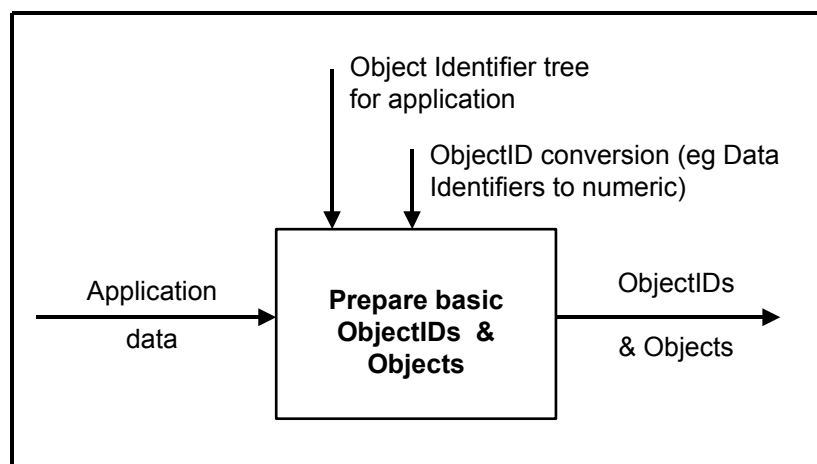 Object Identifier tree
for application
ObjectID conversion (eg Data
Identifiers to numeric)
Application
data
Prepare basic
ObjectIDs &
Objects
ObjectIDs
& Objects